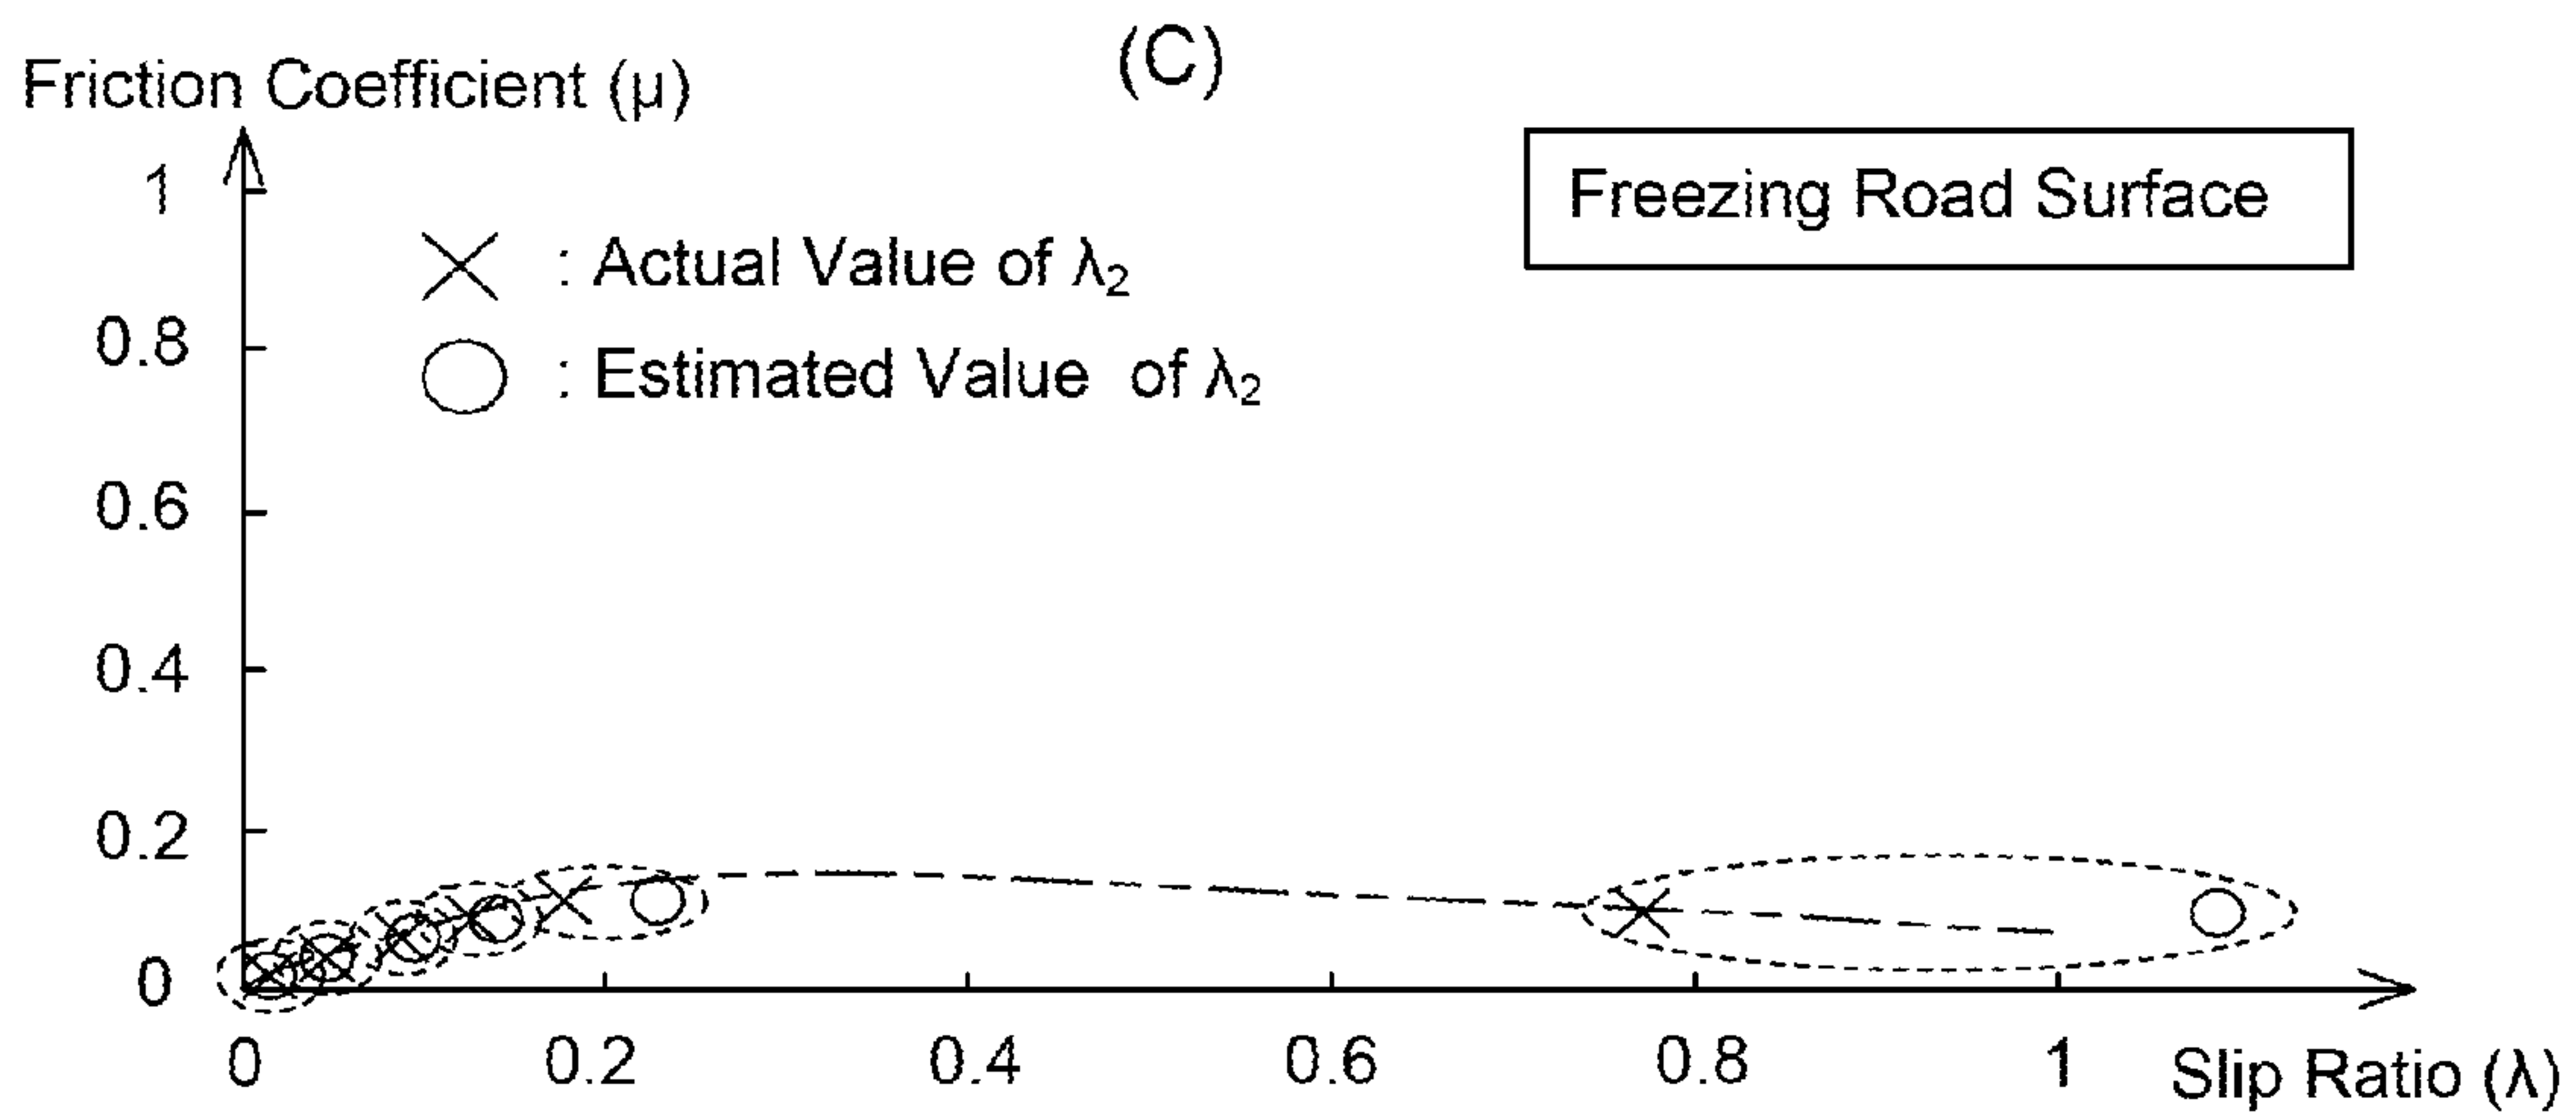 (C)
Friction Coefficient (μ)
Freezing Road Surface
1
: Actual Value of λ₂
0.8
: Estimated Value of λ₂
0.6
0.4
0.2
0
0 0.2 0.4 0.6 0.8 1 Slip Ratio (λ)